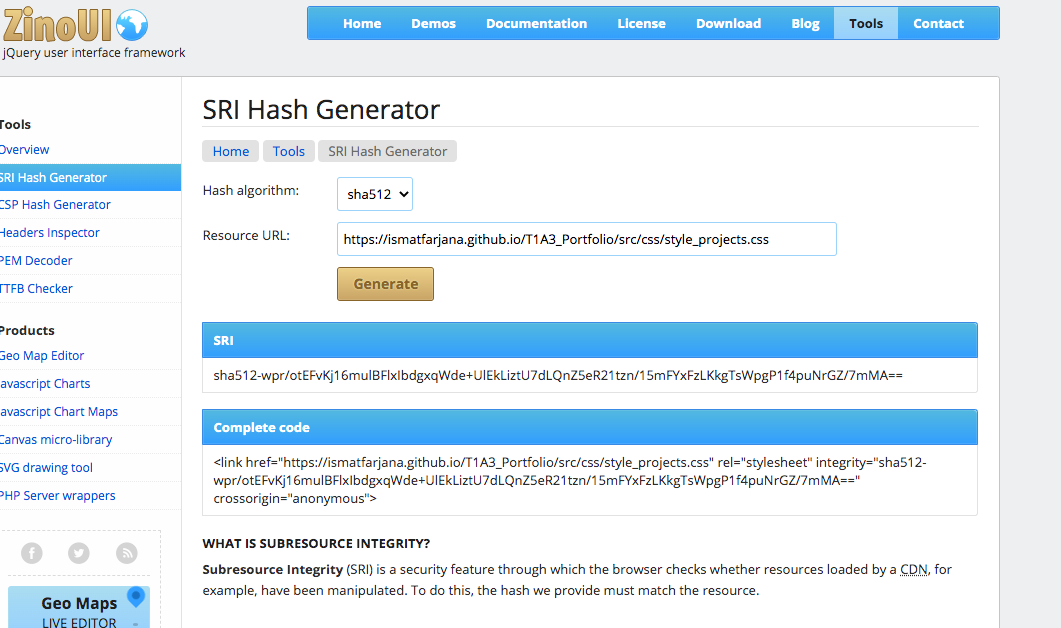 ZinoUI
jQuery user interface framework
Home Demos Documentation License Download Blog Tools Contact
Tools
Overview
SRI Hash Generator
CSP Hash Generator
Headers Inspector
PEM Decoder
TTFB Checker
Products
Geo Map Editor
avascript Charts
avascript Chart Maps
Canvas micro-library
SVG drawing tool
PHP Server wrappers
Geo Maps
LIVE EDITOR
SRI Hash Generator
Home Tools SRI Hash Generator
Hash algorithm: sha512
Resource URL: https://ismatfarjana.github.io/T1A3_Portfolio/src/css/style_projects.css
Generate
SRI
sha512-wpr/otEFvKj16mulBFlxIbdgxqWde+UlEkLiztU7dLQnZ5eR21tzn/15mFYxFzLKkgTsWpgP1f4puNrGZ/7mMA==
Complete code
<link href="https://ismatfarjana.github.io/T1A3_Portfolio/src/css/style_projects.css" rel="stylesheet" integrity="sha512-
wpr/otEFvKj16mulBFlxIbdgxqWde+UlEkLiztU7dLQnZ5eR21tzn/15mFYxFzLKkgTsWpgP1f4puNrGZ/7mMA=="
crossorigin="anonymous">
WHAT IS SUBRESOURCE INTEGRITY?
Subresource Integrity (SRI) is a security feature through which the browser checks whether resources loaded by a CDN, for
example, have been manipulated. To do this, the hash we provide must match the resource.